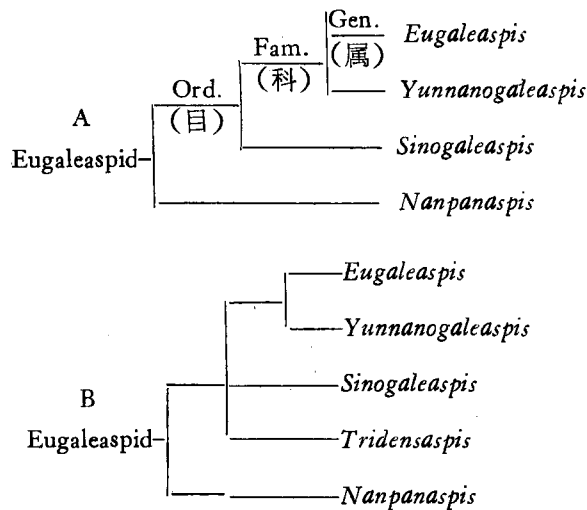 Gen.
(属)
Eugaleaspis
Fam.
(科)
Yunnanogaleaspis
Ord.
(目)
A
Eugaleaspid
Sinogaleaspis
Nanpanaspis
Eugaleaspis
Yunnanogaleaspis
Sinogaleaspis
B
Eugaleaspid
Tridensaspis
Nanpanaspis